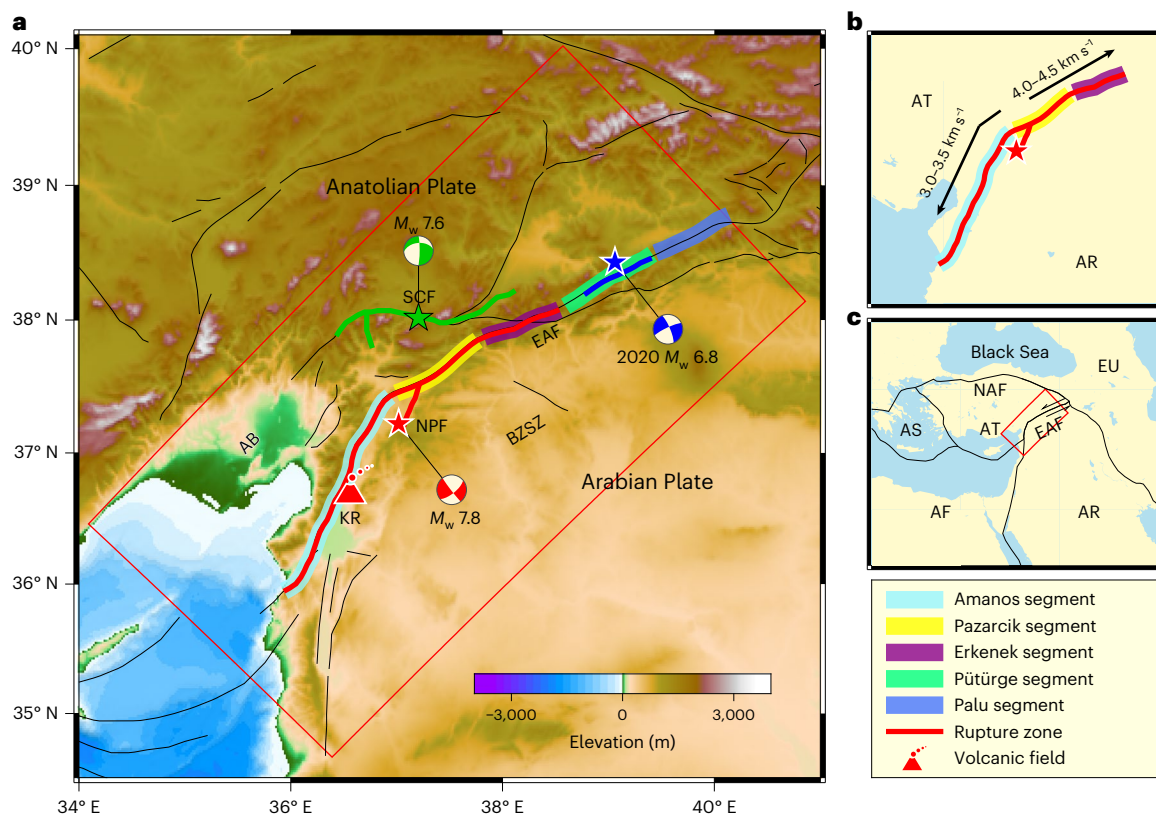 a
40° N
39° N
38° N
37° N
36° N
35° N
34° E
36° E
38° E
40° E
Anatolian Plate
Mw 7.6
SCF
EAF
2020 Mw 6.8
NPF
BZSZ
AB
Arabian Plate
KR
Mw 7.8
−3,000
0
3,000
Elevation (m)
b
4.0–4.5 km s⁻¹
AT
3.0–3.5 km s⁻¹
AR
c
Black Sea
EU
NAF
AS
AT
EAF
AF
AR
Amanos segment
Pazarcik segment
Erkenek segment
Pütürge segment
Palu segment
Rupture zone
Volcanic field